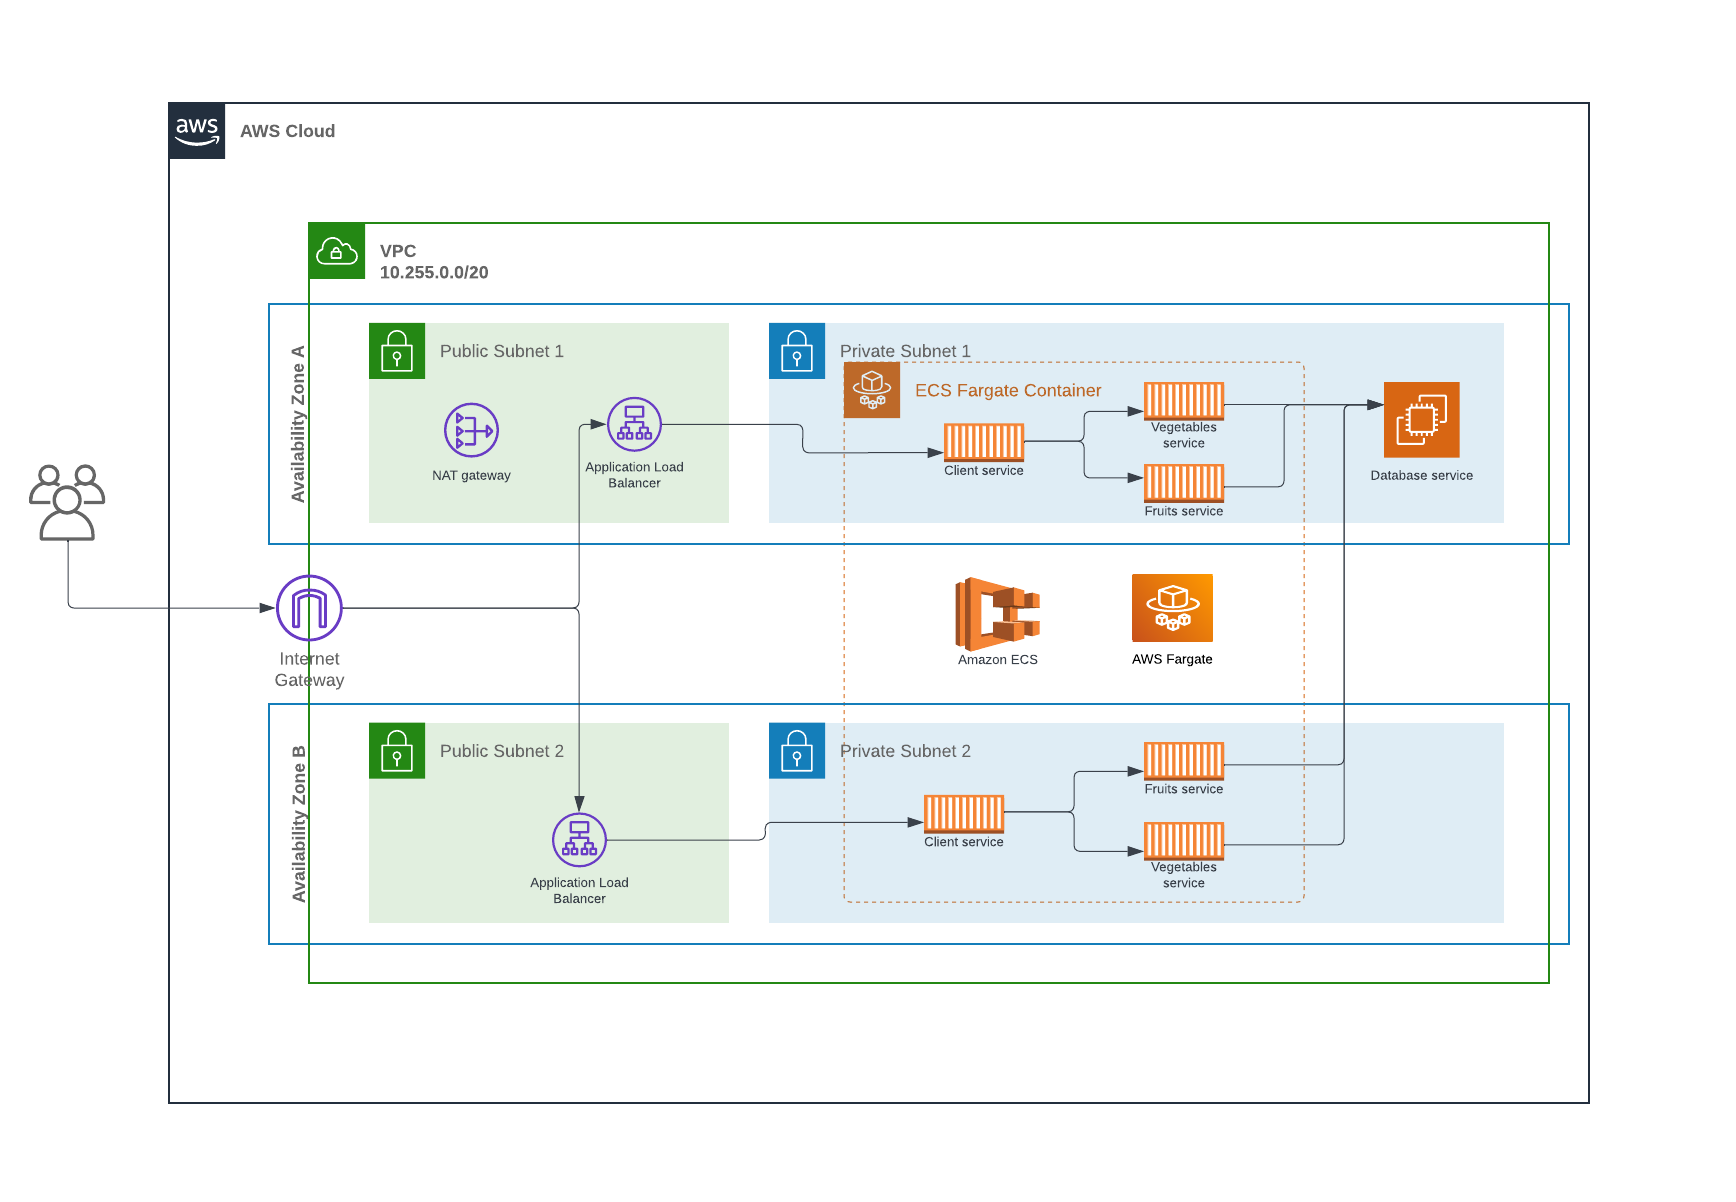 aws
AWS Cloud
VPC
10.255.0.0/20
Availability Zone A
Public Subnet 1
NAT gateway
Application Load
Balancer
Private Subnet 1
ECS Fargate Container
Client service
Vegetables
service
Fruits service
Database service
Internet
Gateway
Amazon ECS
AWS Fargate
Availability Zone B
Public Subnet 2
Application Load
Balancer
Private Subnet 2
Client service
Fruits service
Vegetables
service